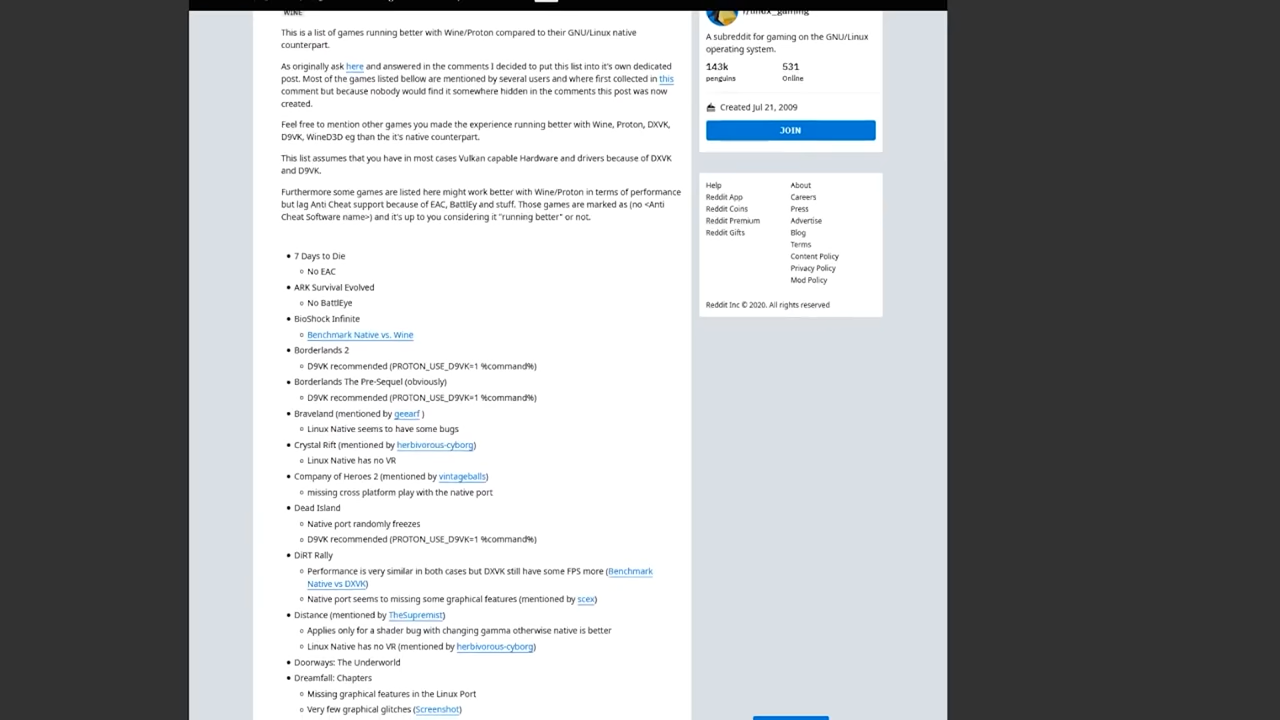 WINE
This is a list of games running better with Wine/Proton compared to their GNU/Linux native
counterpart.
As originally ask here and answered in the comments I decided to put this list into it's own dedicated
post. Most of the games listed bellow are mentioned by several users and where first collected in this
comment but because nobody would find it somewhere hidden in the comments this post was now
created.
Feel free to mention other games you made the experience running better with Wine, Proton, DXVK,
D9VK, WineD3D eg than the it's native counterpart.
This list assumes that you have in most cases Vulkan capable Hardware and drivers because of DXVK
and D9VK.
Furthermore some games are listed here might work better with Wine/Proton in terms of performance
but lag Anti Cheat support because of EAC, BattlEy and stuff. Those games are marked as (no <Anti
Cheat Software name>) and it's up to you considering it "running better" or not.
• 7 Days to Die
◦ No EAC
• ARK Survival Evolved
◦ No BattlEye
• BioShock Infinite
◦ Benchmark Native vs. Wine
• Borderlands 2
◦ D9VK recommended (PROTON_USE_D9VK=1 %command%)
• Borderlands The Pre-Sequel (obviously)
◦ D9VK recommended (PROTON_USE_D9VK=1 %command%)
• Braveland (mentioned by geearf )
◦ Linux Native seems to have some bugs
• Crystal Rift (mentioned by herbivorous-cyborg)
◦ Linux Native has no VR
• Company of Heroes 2 (mentioned by vintageballs)
◦ missing cross platform play with the native port
• Dead Island
◦ Native port randomly freezes
◦ D9VK recommended (PROTON_USE_D9VK=1 %command%)
• DiRT Rally
◦ Performance is very similar in both cases but DXVK still have some FPS more (Benchmark
Native vs DXVK)
◦ Native port seems to missing some graphical features (mentioned by scex)
• Distance (mentioned by TheSupremist)
◦ Applies only for a shader bug with changing gamma otherwise native is better
◦ Linux Native has no VR (mentioned by herbivorous-cyborg)
• Doorways: The Underworld
• Dreamfall: Chapters
◦ Missing graphical features in the Linux Port
◦ Very few graphical glitches (Screenshot)
r/linux_gaming
A subreddit for gaming on the GNU/Linux
operating system.
143k 531
penguins Online
Created Jul 21, 2009
JOIN
Help About
Reddit App Careers
Reddit Coins Press
Reddit Premium Advertise
Reddit Gifts Blog
Terms
Content Policy
Privacy Policy
Mod Policy
Reddit Inc © 2020. All rights reserved